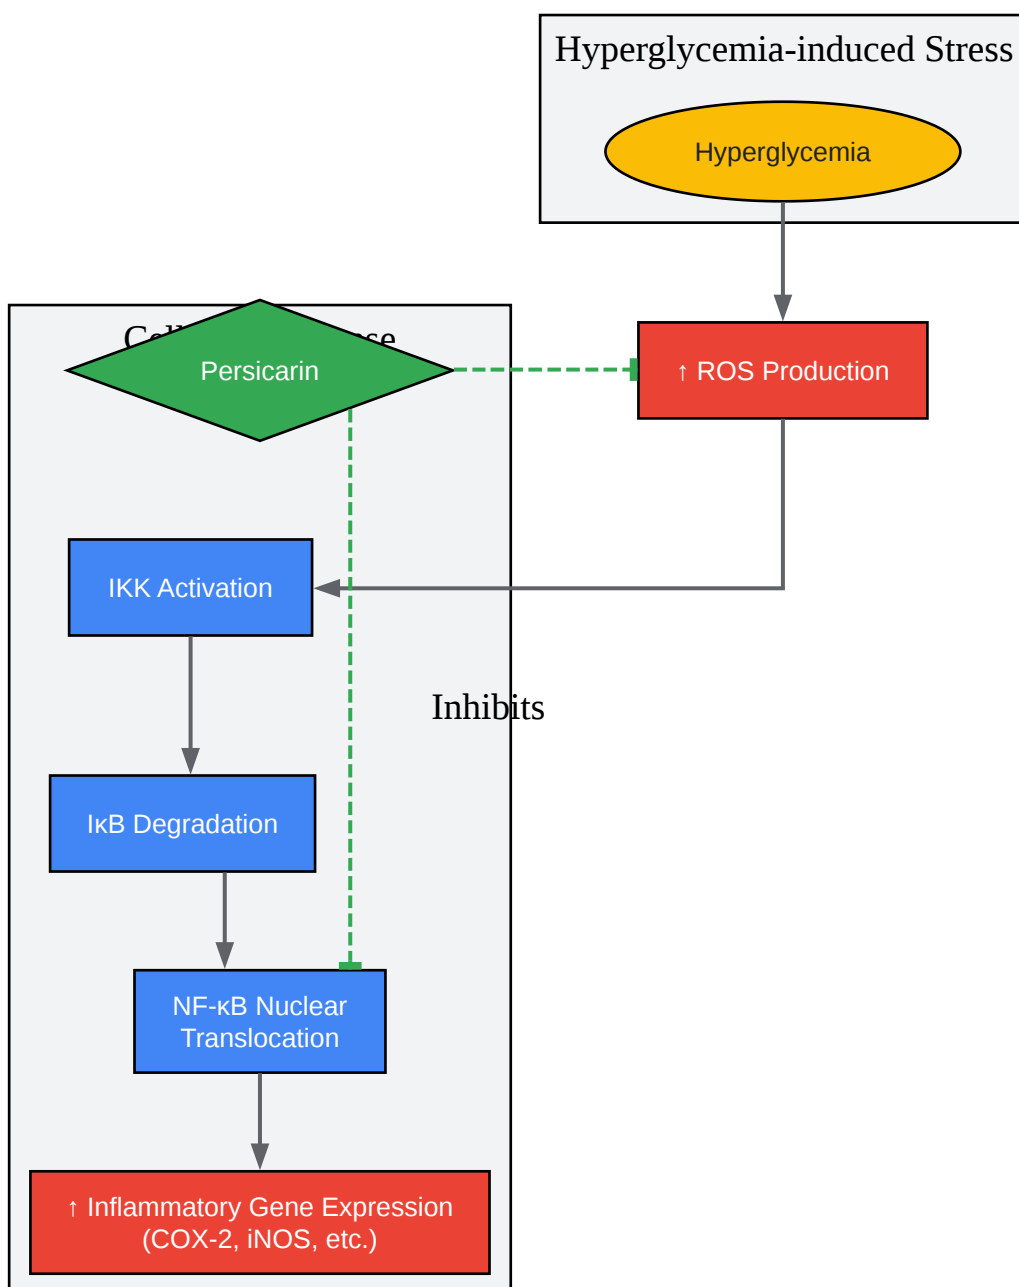 Hyperglycemia-induced Stress
Hyperglycemia
Persicarin
↑ ROS Production
IKK Activation
Inhibits
IκB Degradation
NF-κB Nuclear
Translocation
↑ Inflammatory Gene Expression
(COX-2, iNOS, etc.)